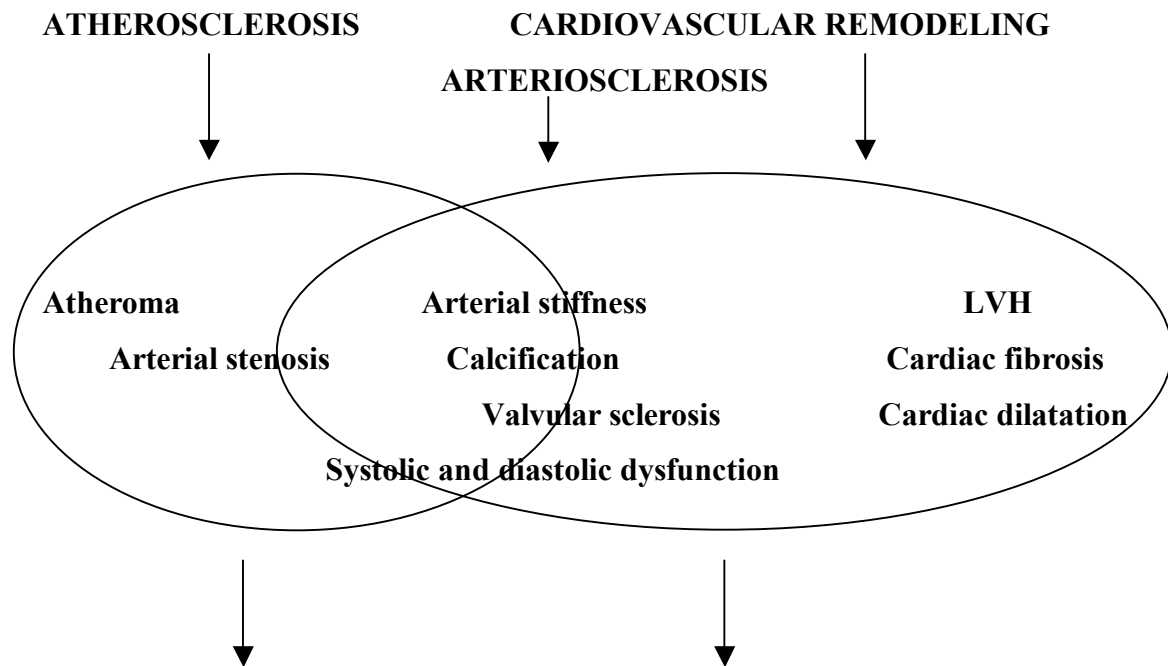 ATHEROSCLEROSIS CARDIOVASCULAR REMODELING
ARTERIOSCLEROSIS
Atheroma Arterial stiffness LVH
Arterial stenosis Calcification Cardiac fibrosis
Valvular sclerosis Cardiac dilatation
Systolic and diastolic dysfunction